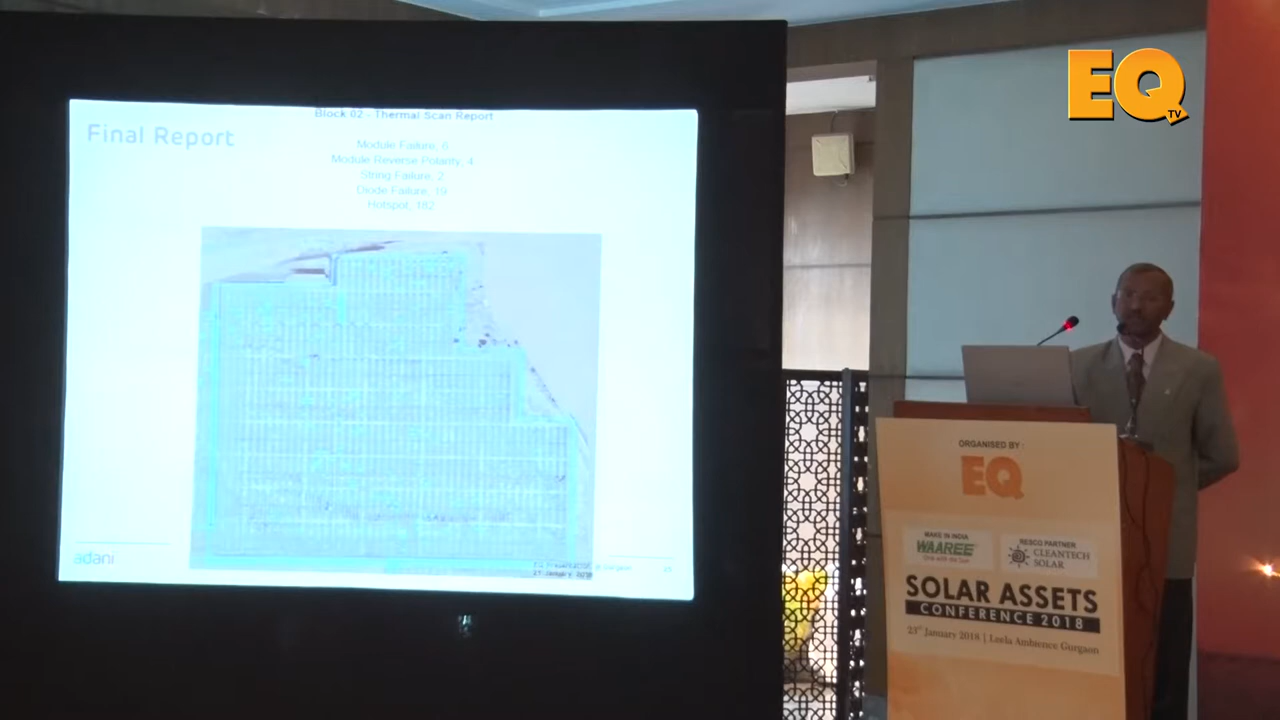 EQ
TV
Block 02 - Thermal Scan Report
Final Report
Module Failure, 6
Module Reverse Polarity, 4
String Failure, 2
Diode Failure, 19
Hotspot, 182
adani
ORGANISED BY :
EQ
MAKE IN INDIA
WAAREE
RESCO PARTNER
CLEANTECH
SOLAR
SOLAR ASSETS
CONFERENCE 2018
23rd January 2018 | Leela Ambience Gurgaon